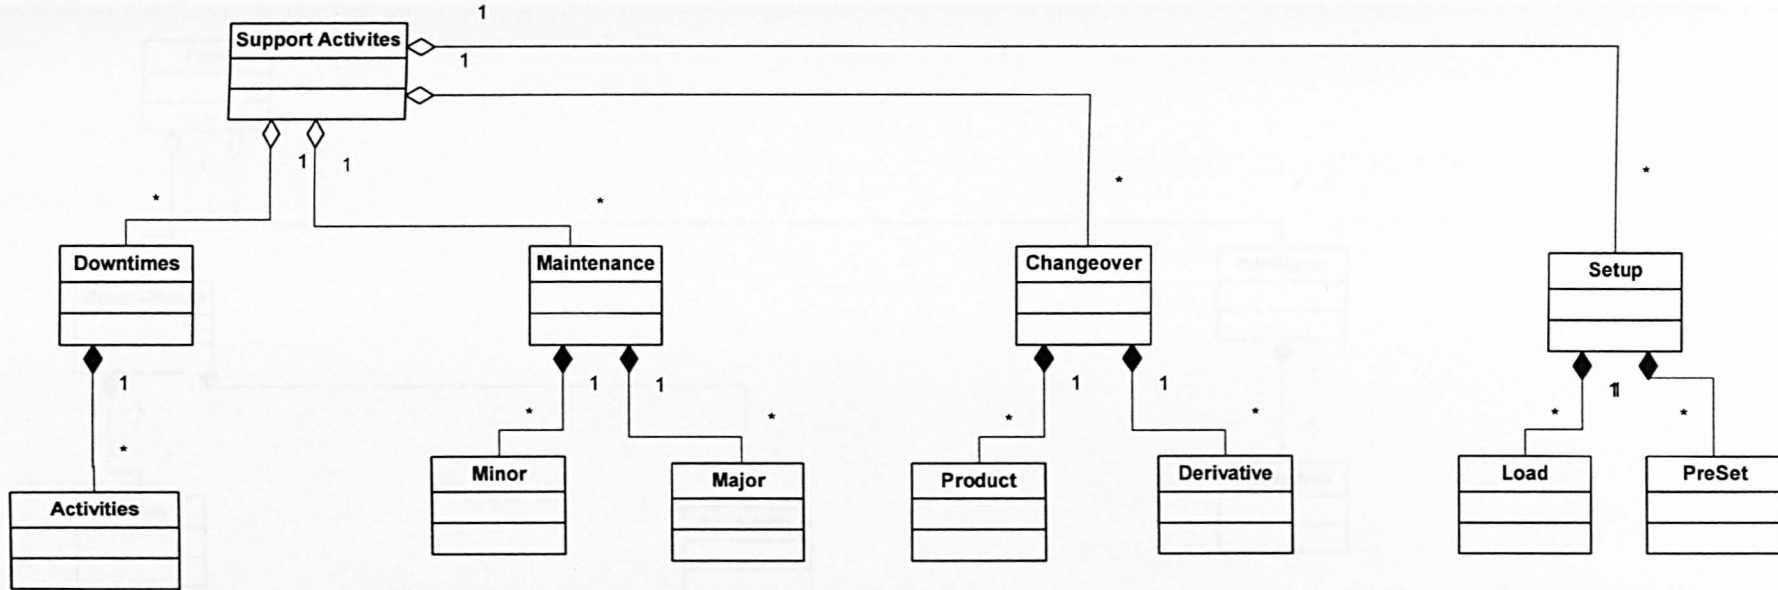 1
Support Activites
1
1 1
* * * *
Downtimes Maintenance Changeover Setup
1 1 1 1 1 11
* * * * * * *
Activities Minor Major Product Derivative Load PreSet